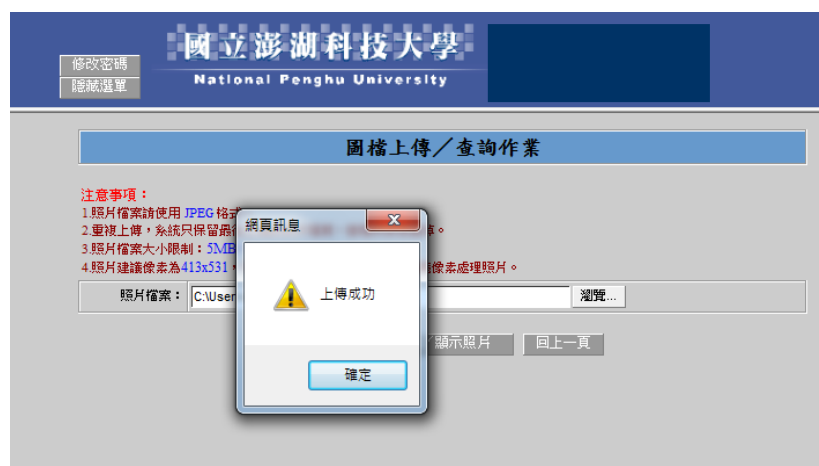 修改密碼
隱藏選單
國立澎湖科技大學
National Penghu University
圖檔上傳／查詢作業
注意事項：
1.照片檔案請使用 JPEG 格式
2.重複上傳，系統只保留最
3.照片檔案大小限制：5MB
4.照片建議像素為413x531，
像素處理照片。
網頁訊息
上傳成功
確定
照片檔案：
C:\User
瀏覽...
顯示照片
回上一頁